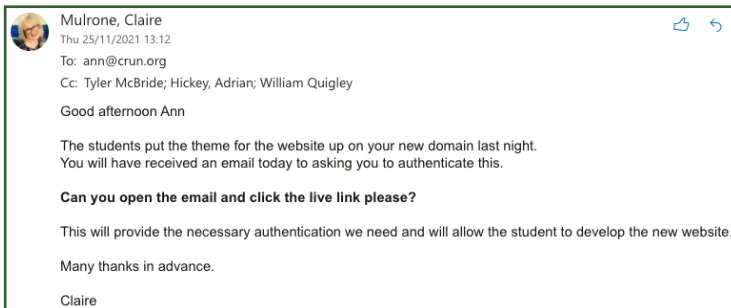 Mulrone, Claire
Thu 25/11/2021 13:12
To: ann@crun.org
Cc: Tyler McBride; Hickey, Adrian; William Quigley
Good afternoon Ann
The students put the theme for the website up on your new domain last night.
You will have received an email today to asking you to authenticate this.
Can you open the email and click the live link please?
This will provide the necessary authentication we need and will allow the student to develop the new website.
Many thanks in advance.
Claire